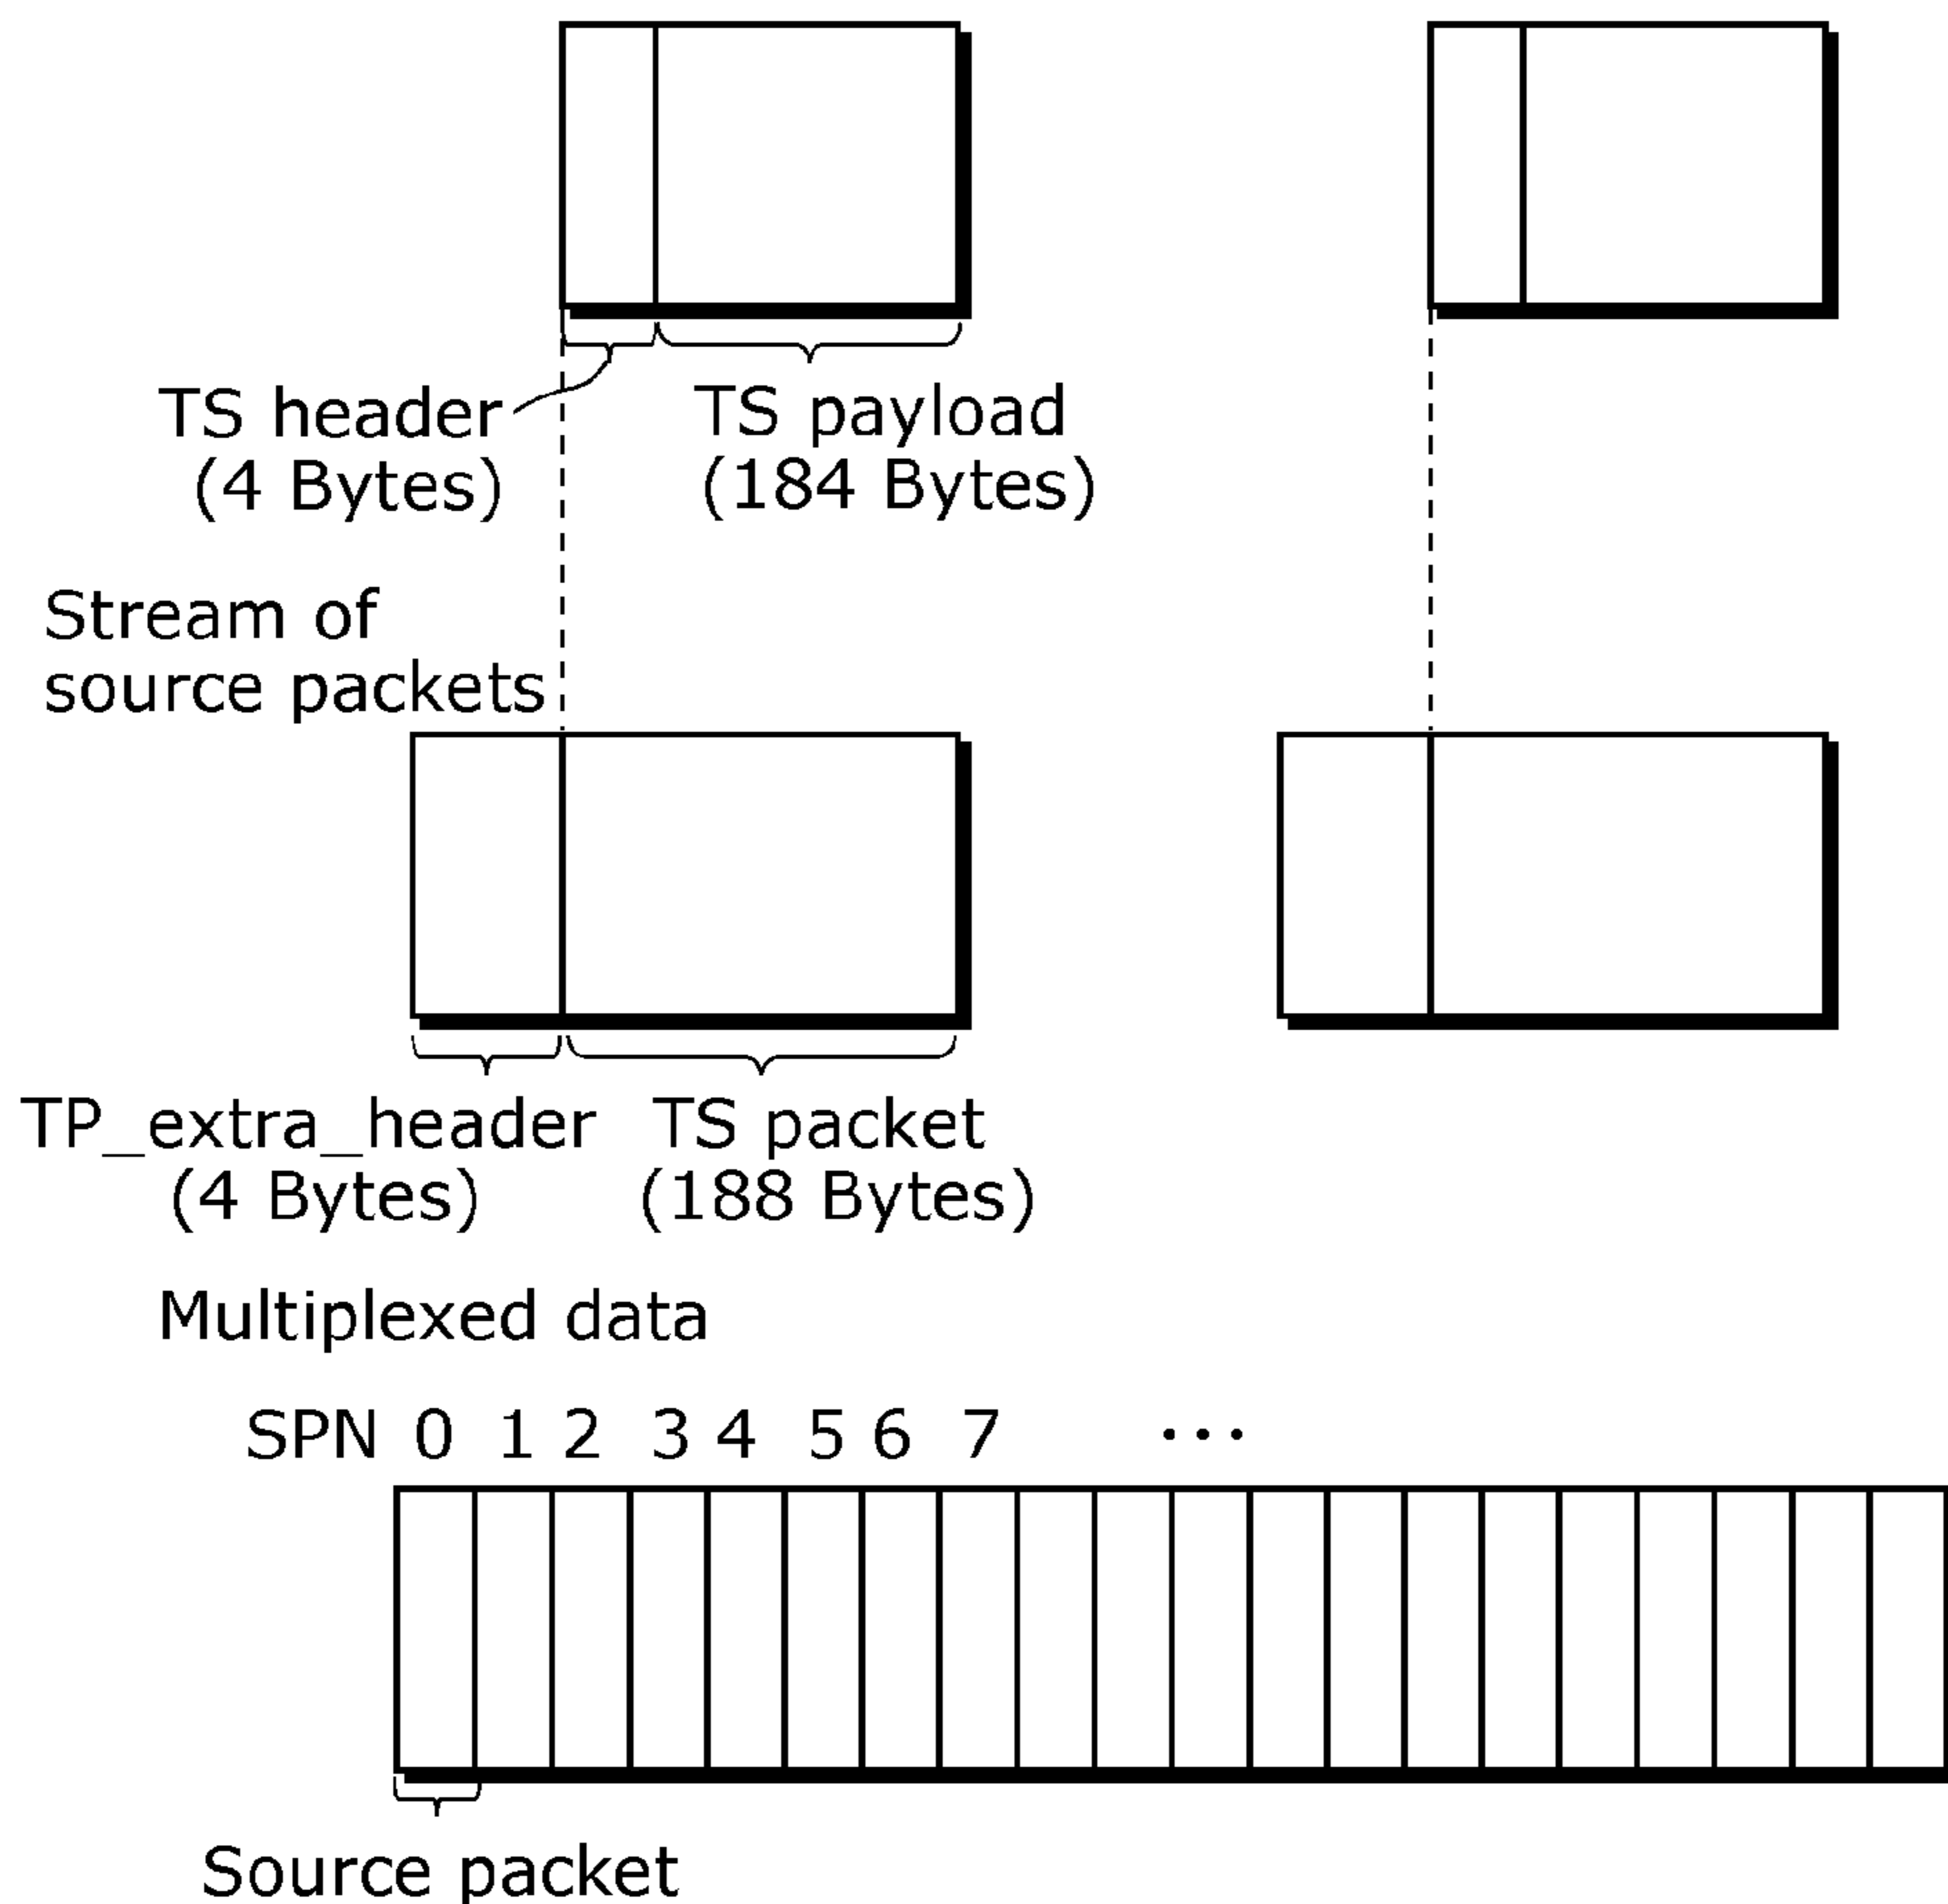 TS header
(4 Bytes)
TS payload
(184 Bytes)
Stream of
source packets
TP_extra_header
(4 Bytes)
TS packet
(188 Bytes)
Multiplexed data
SPN 0 1 2 3 4 5 6 7 ...
Source packet